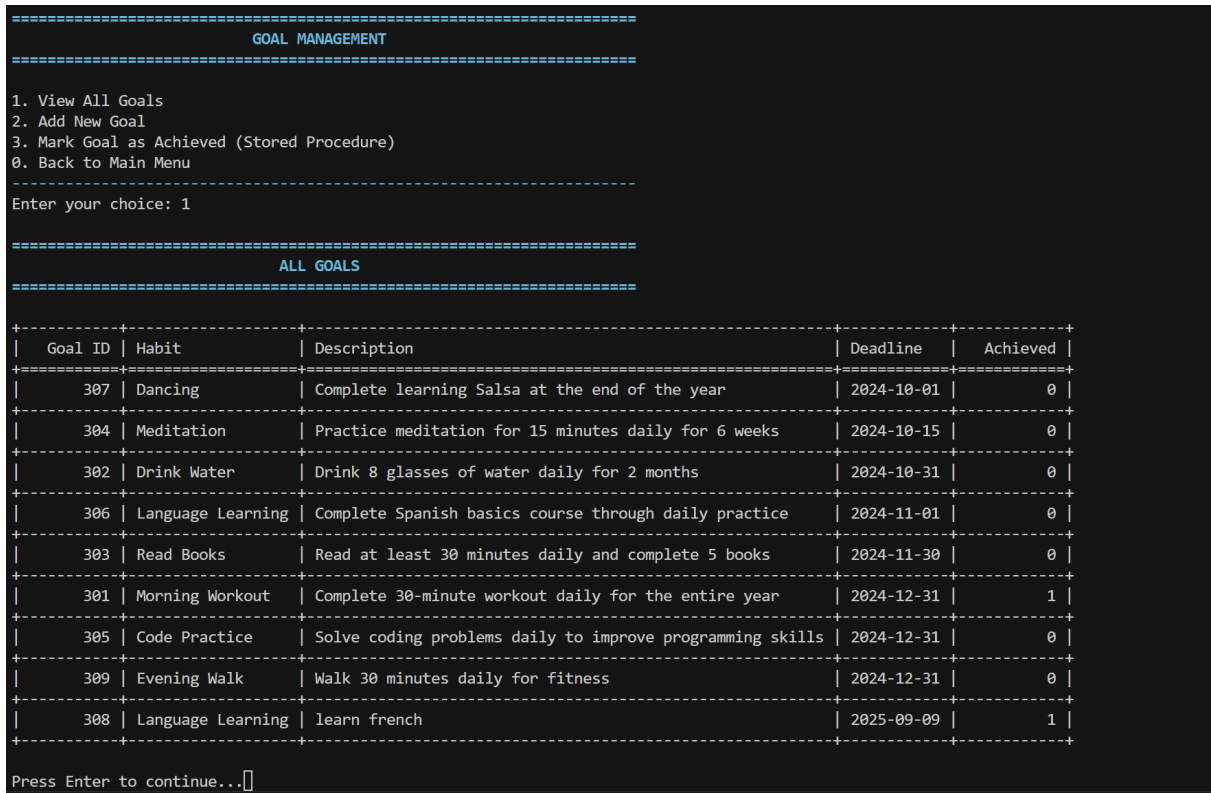 ======================================================================
GOAL MANAGEMENT
======================================================================
1. View All Goals
2. Add New Goal
3. Mark Goal as Achieved (Stored Procedure)
0. Back to Main Menu
----------------------------------------------------------------------
Enter your choice: 1
======================================================================
ALL GOALS
======================================================================
+-----------+-------------------+-----------------------------------------------------------+------------+------------+
|   Goal ID | Habit             | Description                                               | Deadline   |   Achieved |
+===========+===================+===========================================================+============+============+
|       307 | Dancing           | Complete learning Salsa at the end of the year            | 2024-10-01 |          0 |
+-----------+-------------------+-----------------------------------------------------------+------------+------------+
|       304 | Meditation        | Practice meditation for 15 minutes daily for 6 weeks      | 2024-10-15 |          0 |
+-----------+-------------------+-----------------------------------------------------------+------------+------------+
|       302 | Drink Water       | Drink 8 glasses of water daily for 2 months               | 2024-10-31 |          0 |
+-----------+-------------------+-----------------------------------------------------------+------------+------------+
|       306 | Language Learning | Complete Spanish basics course through daily practice     | 2024-11-01 |          0 |
+-----------+-------------------+-----------------------------------------------------------+------------+------------+
|       303 | Read Books        | Read at least 30 minutes daily and complete 5 books       | 2024-11-30 |          0 |
+-----------+-------------------+-----------------------------------------------------------+------------+------------+
|       301 | Morning Workout   | Complete 30-minute workout daily for the entire year      | 2024-12-31 |          1 |
+-----------+-------------------+-----------------------------------------------------------+------------+------------+
|       305 | Code Practice     | Solve coding problems daily to improve programming skills | 2024-12-31 |          0 |
+-----------+-------------------+-----------------------------------------------------------+------------+------------+
|       309 | Evening Walk      | Walk 30 minutes daily for fitness                         | 2024-12-31 |          0 |
+-----------+-------------------+-----------------------------------------------------------+------------+------------+
|       308 | Language Learning | learn french                                              | 2025-09-09 |          1 |
+-----------+-------------------+-----------------------------------------------------------+------------+------------+
Press Enter to continue...